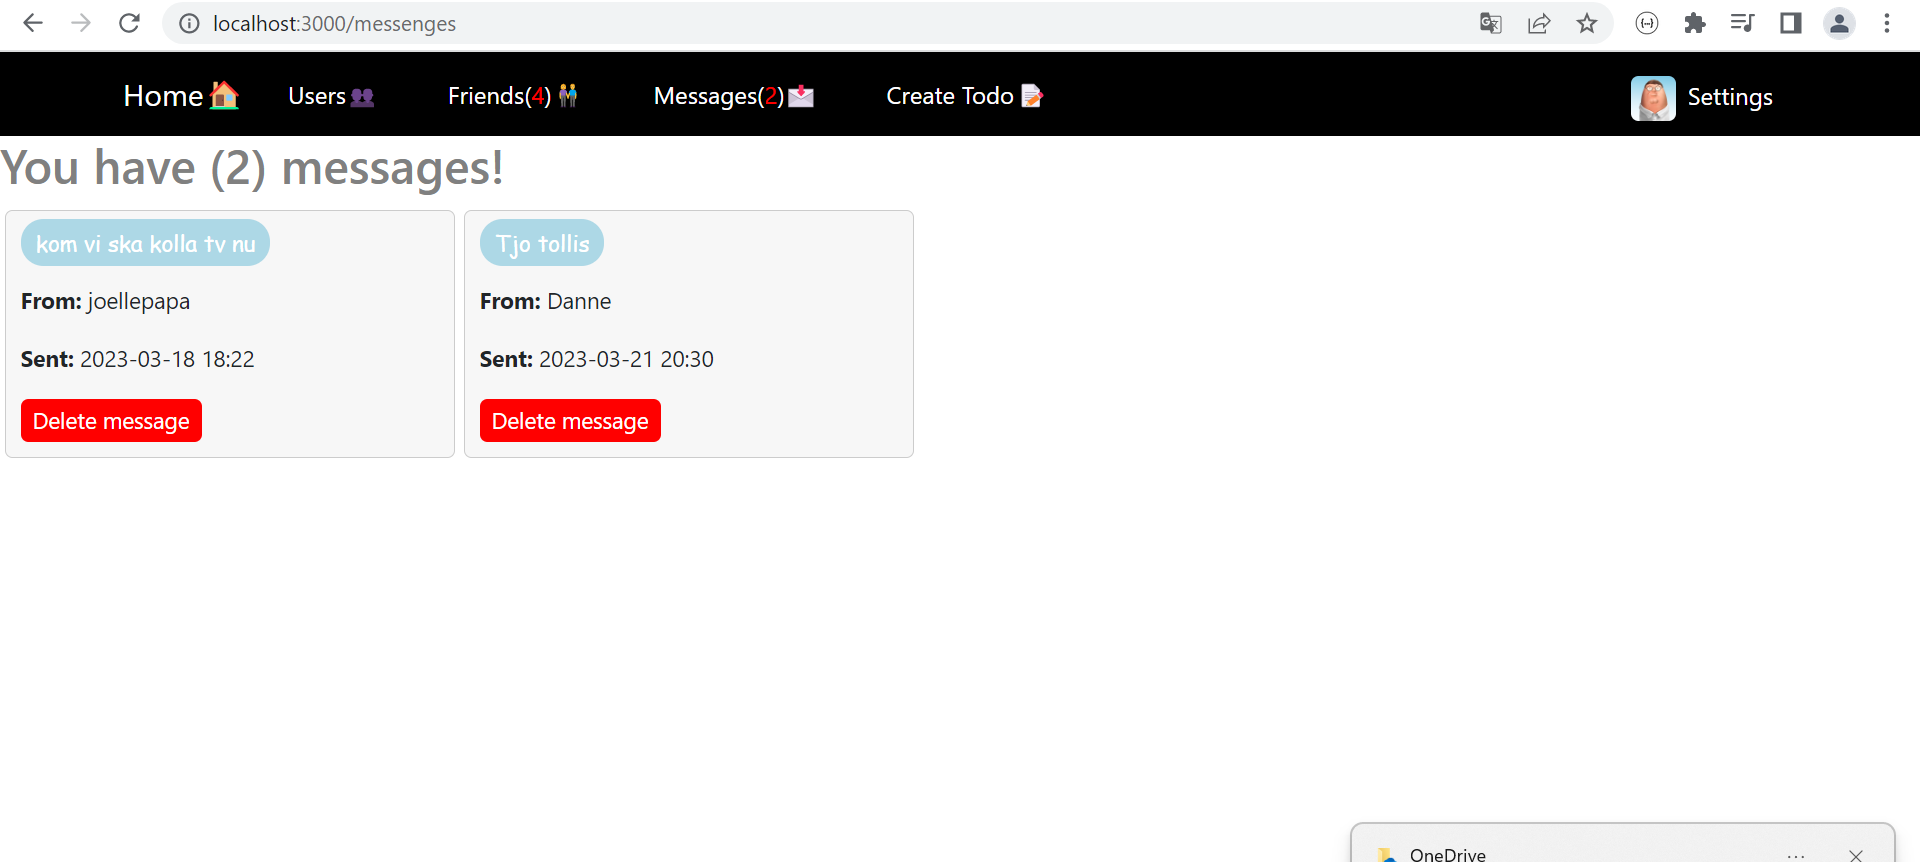 localhost:3000/messenges
Home Users Friends(4) Messages(2) Create Todo Settings
You have (2) messages!
kom vi ska kolla tv nu
From: joellepapa
Sent: 2023-03-18 18:22
Delete message
Tjo tollis
From: Danne
Sent: 2023-03-21 20:30
Delete message
OneDrive